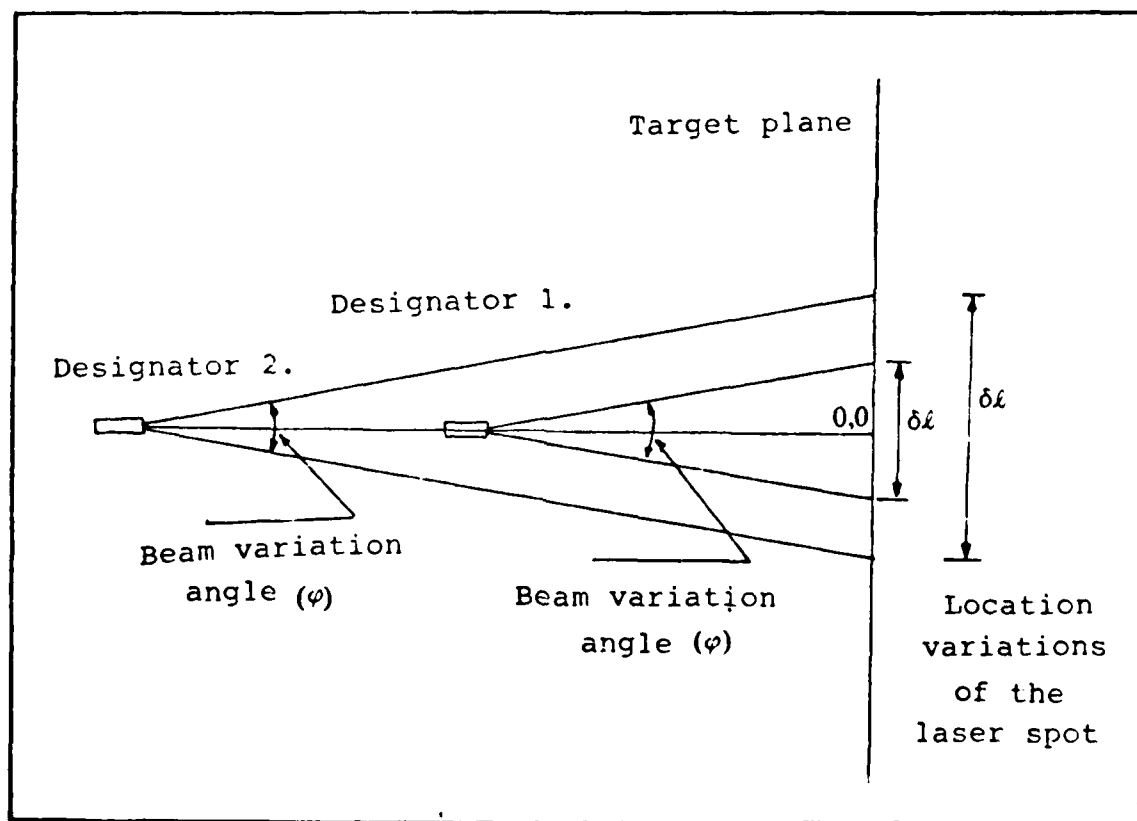 Target plane
Designator 1.
Designator 2.
0,0
δℓ
δℓ
Beam variation
angle (φ)
Beam variation
angle (φ)
Location
variations
of the
laser spot